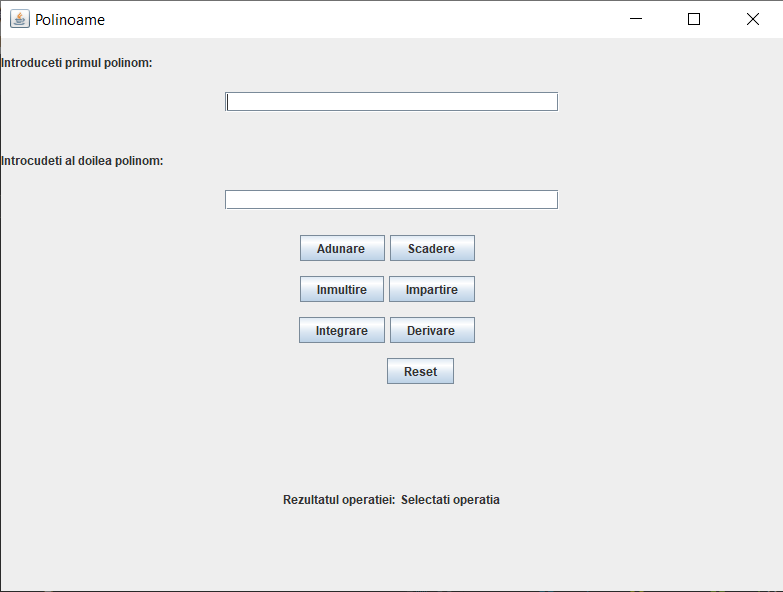 Polinoame
Introduceti primul polinom:
Introcudeti al doilea polinom:
Adunare Scadere
Inmultire Impartire
Integrare Derivare
Reset
Rezultatul operatiei: Selectati operatia